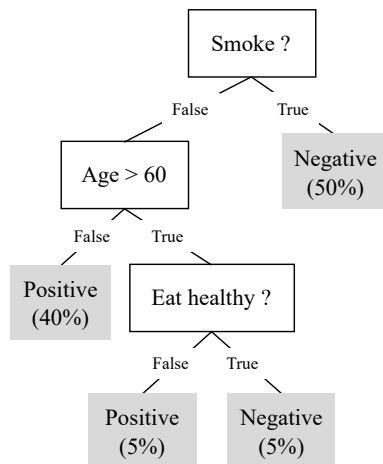 Smoke ?
False
True
Age > 60
Negative
(50%)
False
True
Positive
(40%)
Eat healthy ?
False
True
Positive
(5%)
Negative
(5%)